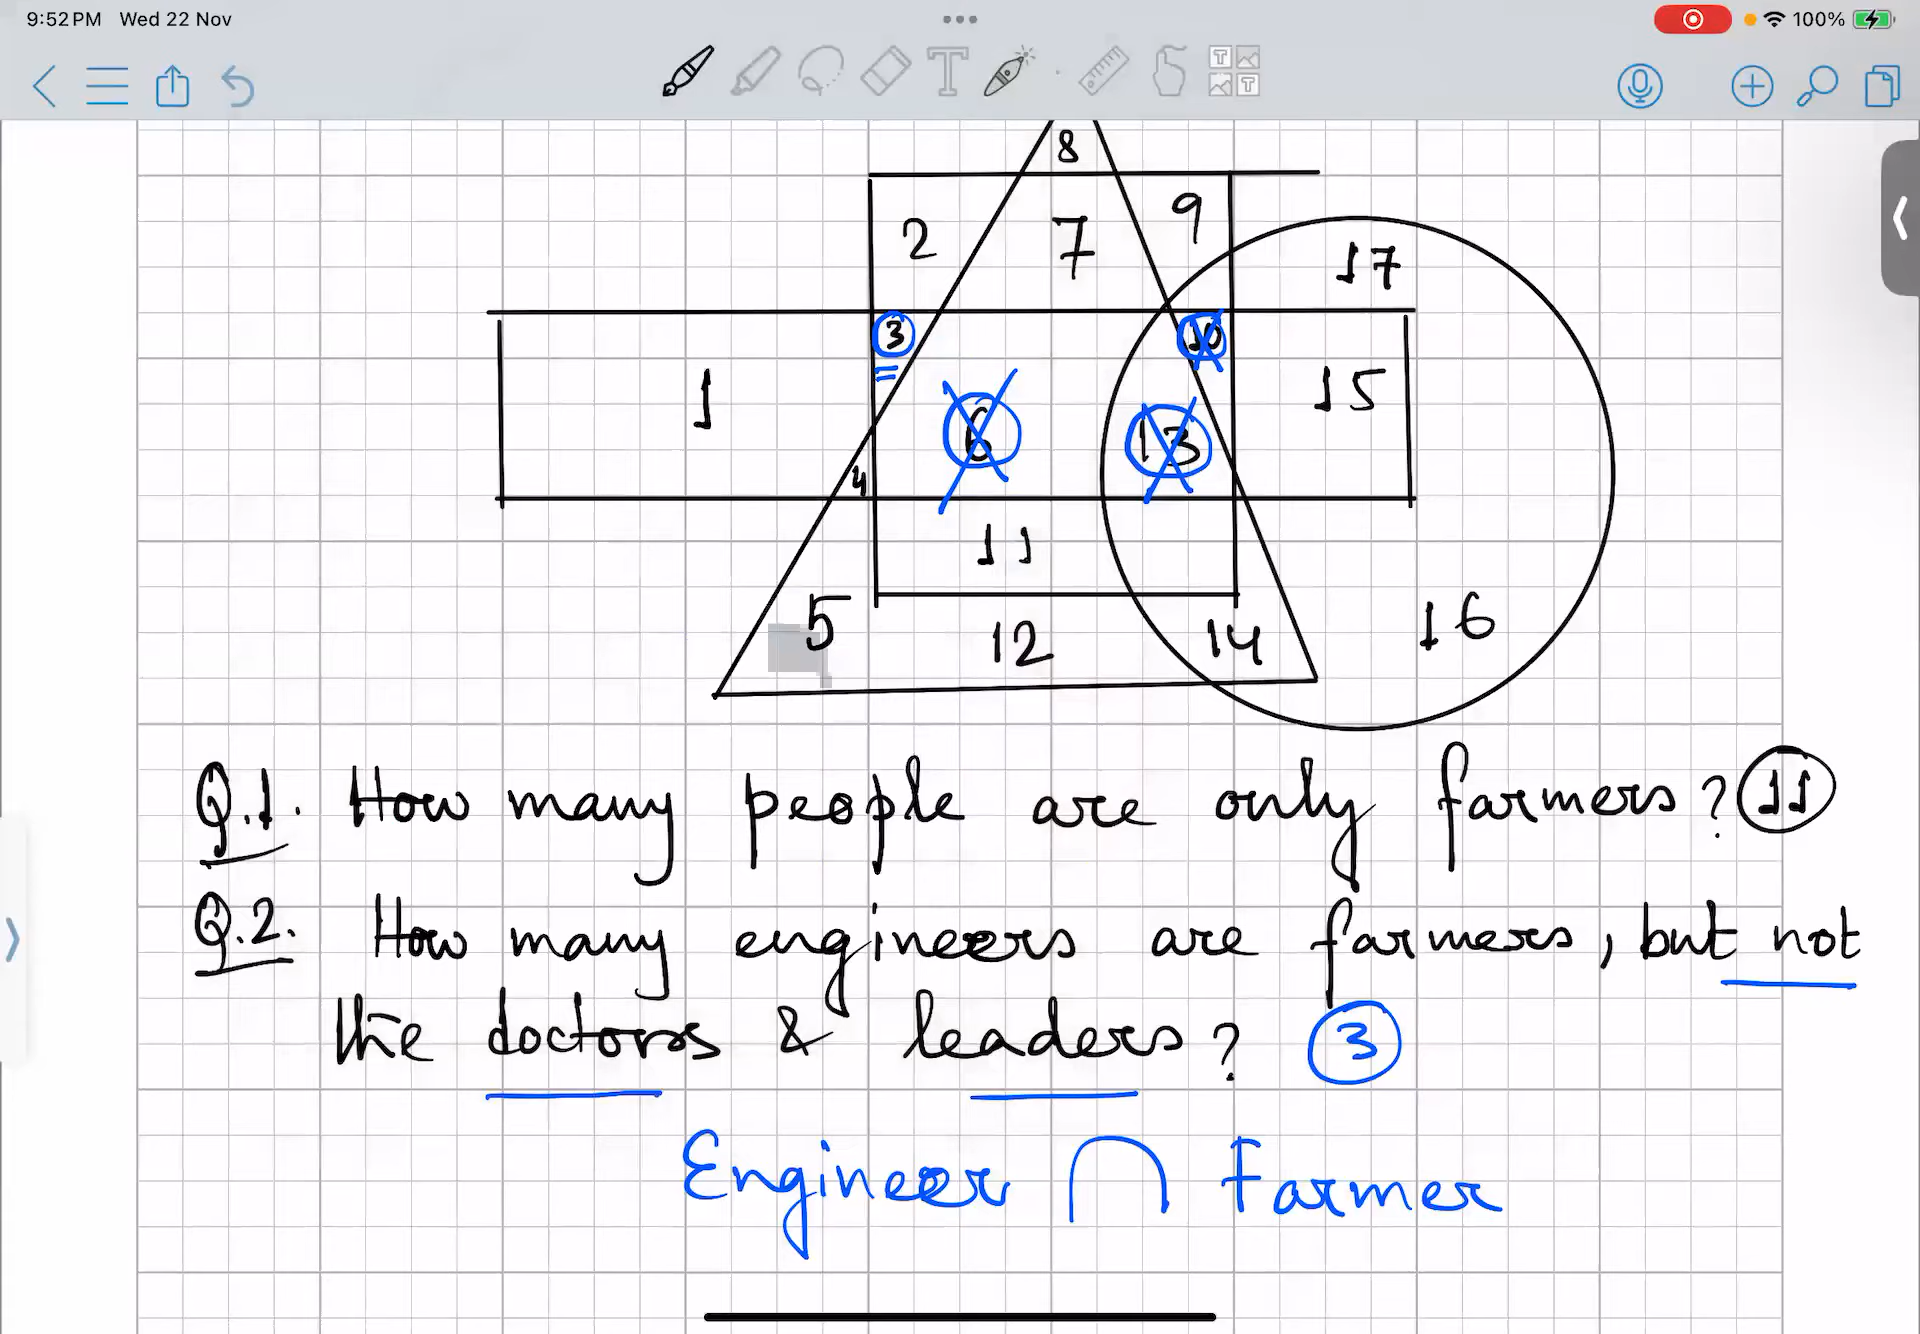 9:52 PM Wed 22 Nov
100%
8
2 7 9
17
3 10
1 15
6 13
4
11
5 12 14 16
Q.1. How many people are only farmers? 11
Q.2. How many engineers are farmers, but not
the doctors & leaders? 3
Engineer ∩ Farmer